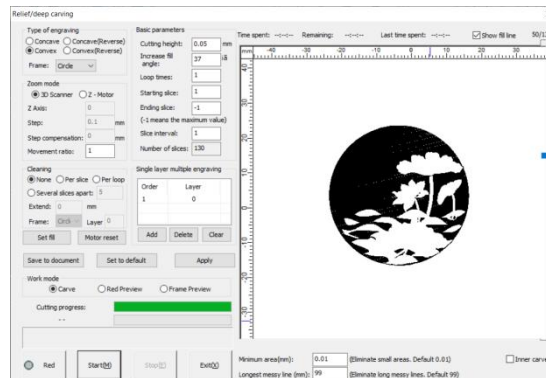 Relief/deep carving
Type of engraving
Concave Concave(Reverse)
Convex Convex(Reverse)
Frame: Circle
Zoom mode
3D Scanner Z - Motor
Z Axis: 0
Step: 0.1 mm
Step compensation: 0 mm
Movement ratio: 1
Cleaning
None Per slice Per loop
Several slices apart: 5
Extend: 0 mm
Frame: Circle Layer 0
Set fill Motor reset
Basic parameters
Cutting height: 0.05 mm
Increase fill angle: 37
Loop times: 1
Starting slice: 1
Ending slice: -1
(-1 means the maximum value)
Slice interval: 1
Number of slices: 130
Single layer multiple engraving
Order Layer
1 0
Add Delete Clear
Save to document Set to default Apply
Work mode
Carve Red Preview Frame Preview
Cutting progress:
--
Red Start(M) Stop(C) Exit(X)
Time spent: --:--:-- Remaining: --:--:-- Last time spent: --:--:-- Show fill line 50/1
mm -40 -20 0 20 40
40
30
20
10
0
-10
-20
-30
Minimum area(mm): 0.01 (Eliminate small areas. Default 0.01) Inner carve
Longest messy line (mm): 99 (Eliminate long messy lines. Default 99)